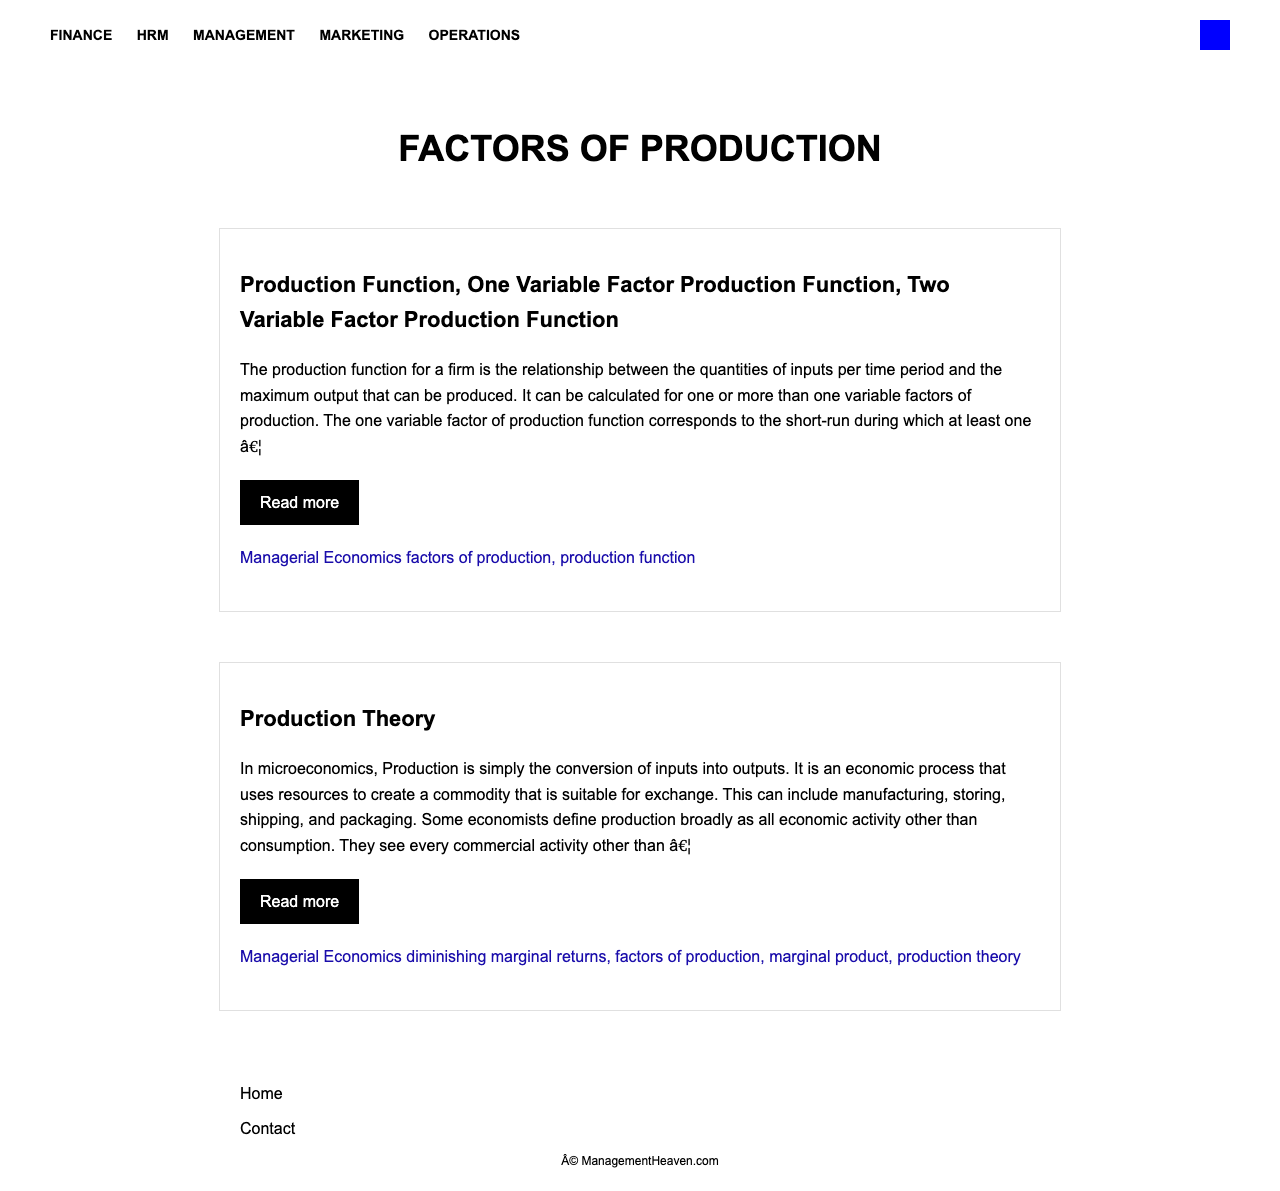 FINANCE HRM MANAGEMENT MARKETING OPERATIONS
FACTORS OF PRODUCTION
Production Function, One Variable Factor Production Function, Two
Variable Factor Production Function
The production function for a firm is the relationship between the quantities of inputs per time period and the
maximum output that can be produced. It can be calculated for one or more than one variable factors of
production. The one variable factor of production function corresponds to the short-run during which at least one
â€¦
Read more
Managerial Economics factors of production, production function
Production Theory
In microeconomics, Production is simply the conversion of inputs into outputs. It is an economic process that
uses resources to create a commodity that is suitable for exchange. This can include manufacturing, storing,
shipping, and packaging. Some economists define production broadly as all economic activity other than
consumption. They see every commercial activity other than â€¦
Read more
Managerial Economics diminishing marginal returns, factors of production, marginal product, production theory
Home
Contact
Â© ManagementHeaven.com